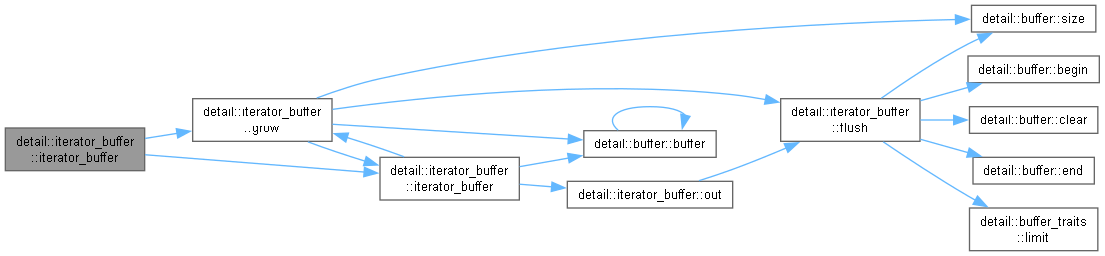 detail::iterator_buffer
::iterator_buffer
detail::iterator_buffer
::grow
detail::iterator_buffer
::iterator_buffer
detail::buffer::buffer
detail::iterator_buffer::out
detail::iterator_buffer
::flush
detail::buffer::size
detail::buffer::begin
detail::buffer::clear
detail::buffer::end
detail::buffer_traits
::limit